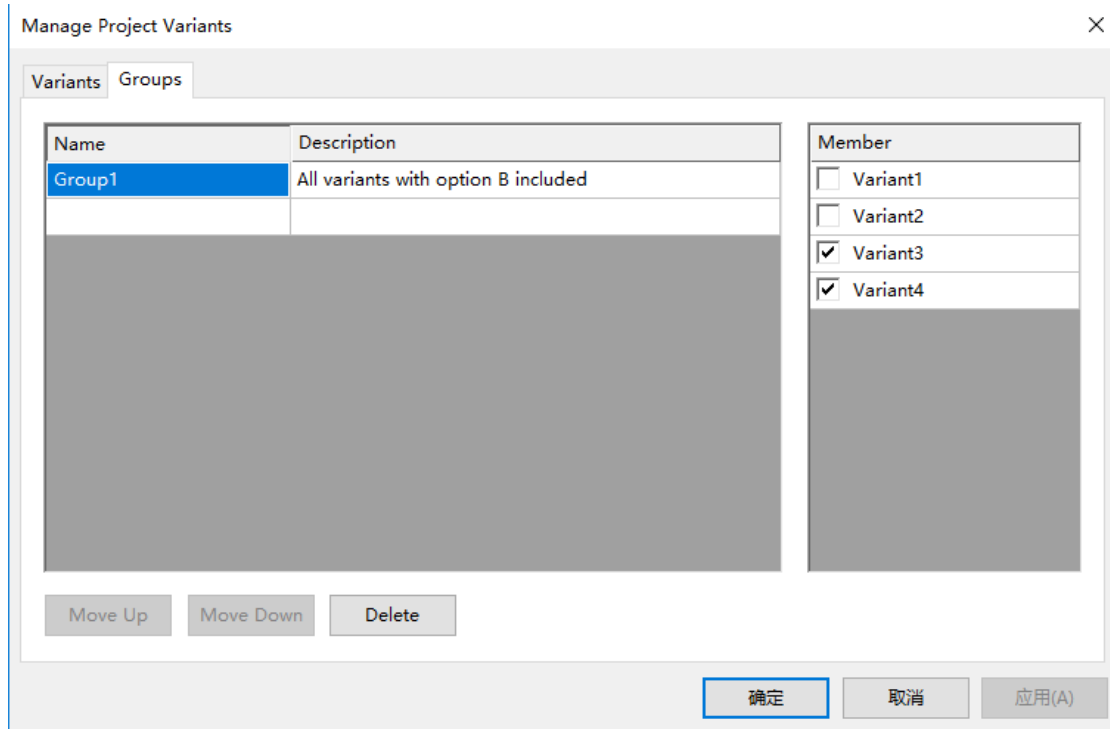 Manage Project Variants
Variants Groups
Name Description
Group1 All variants with option B included
Member
Variant1
Variant2
Variant3
Variant4
Move Up Move Down Delete
确定 取消 应用(A)